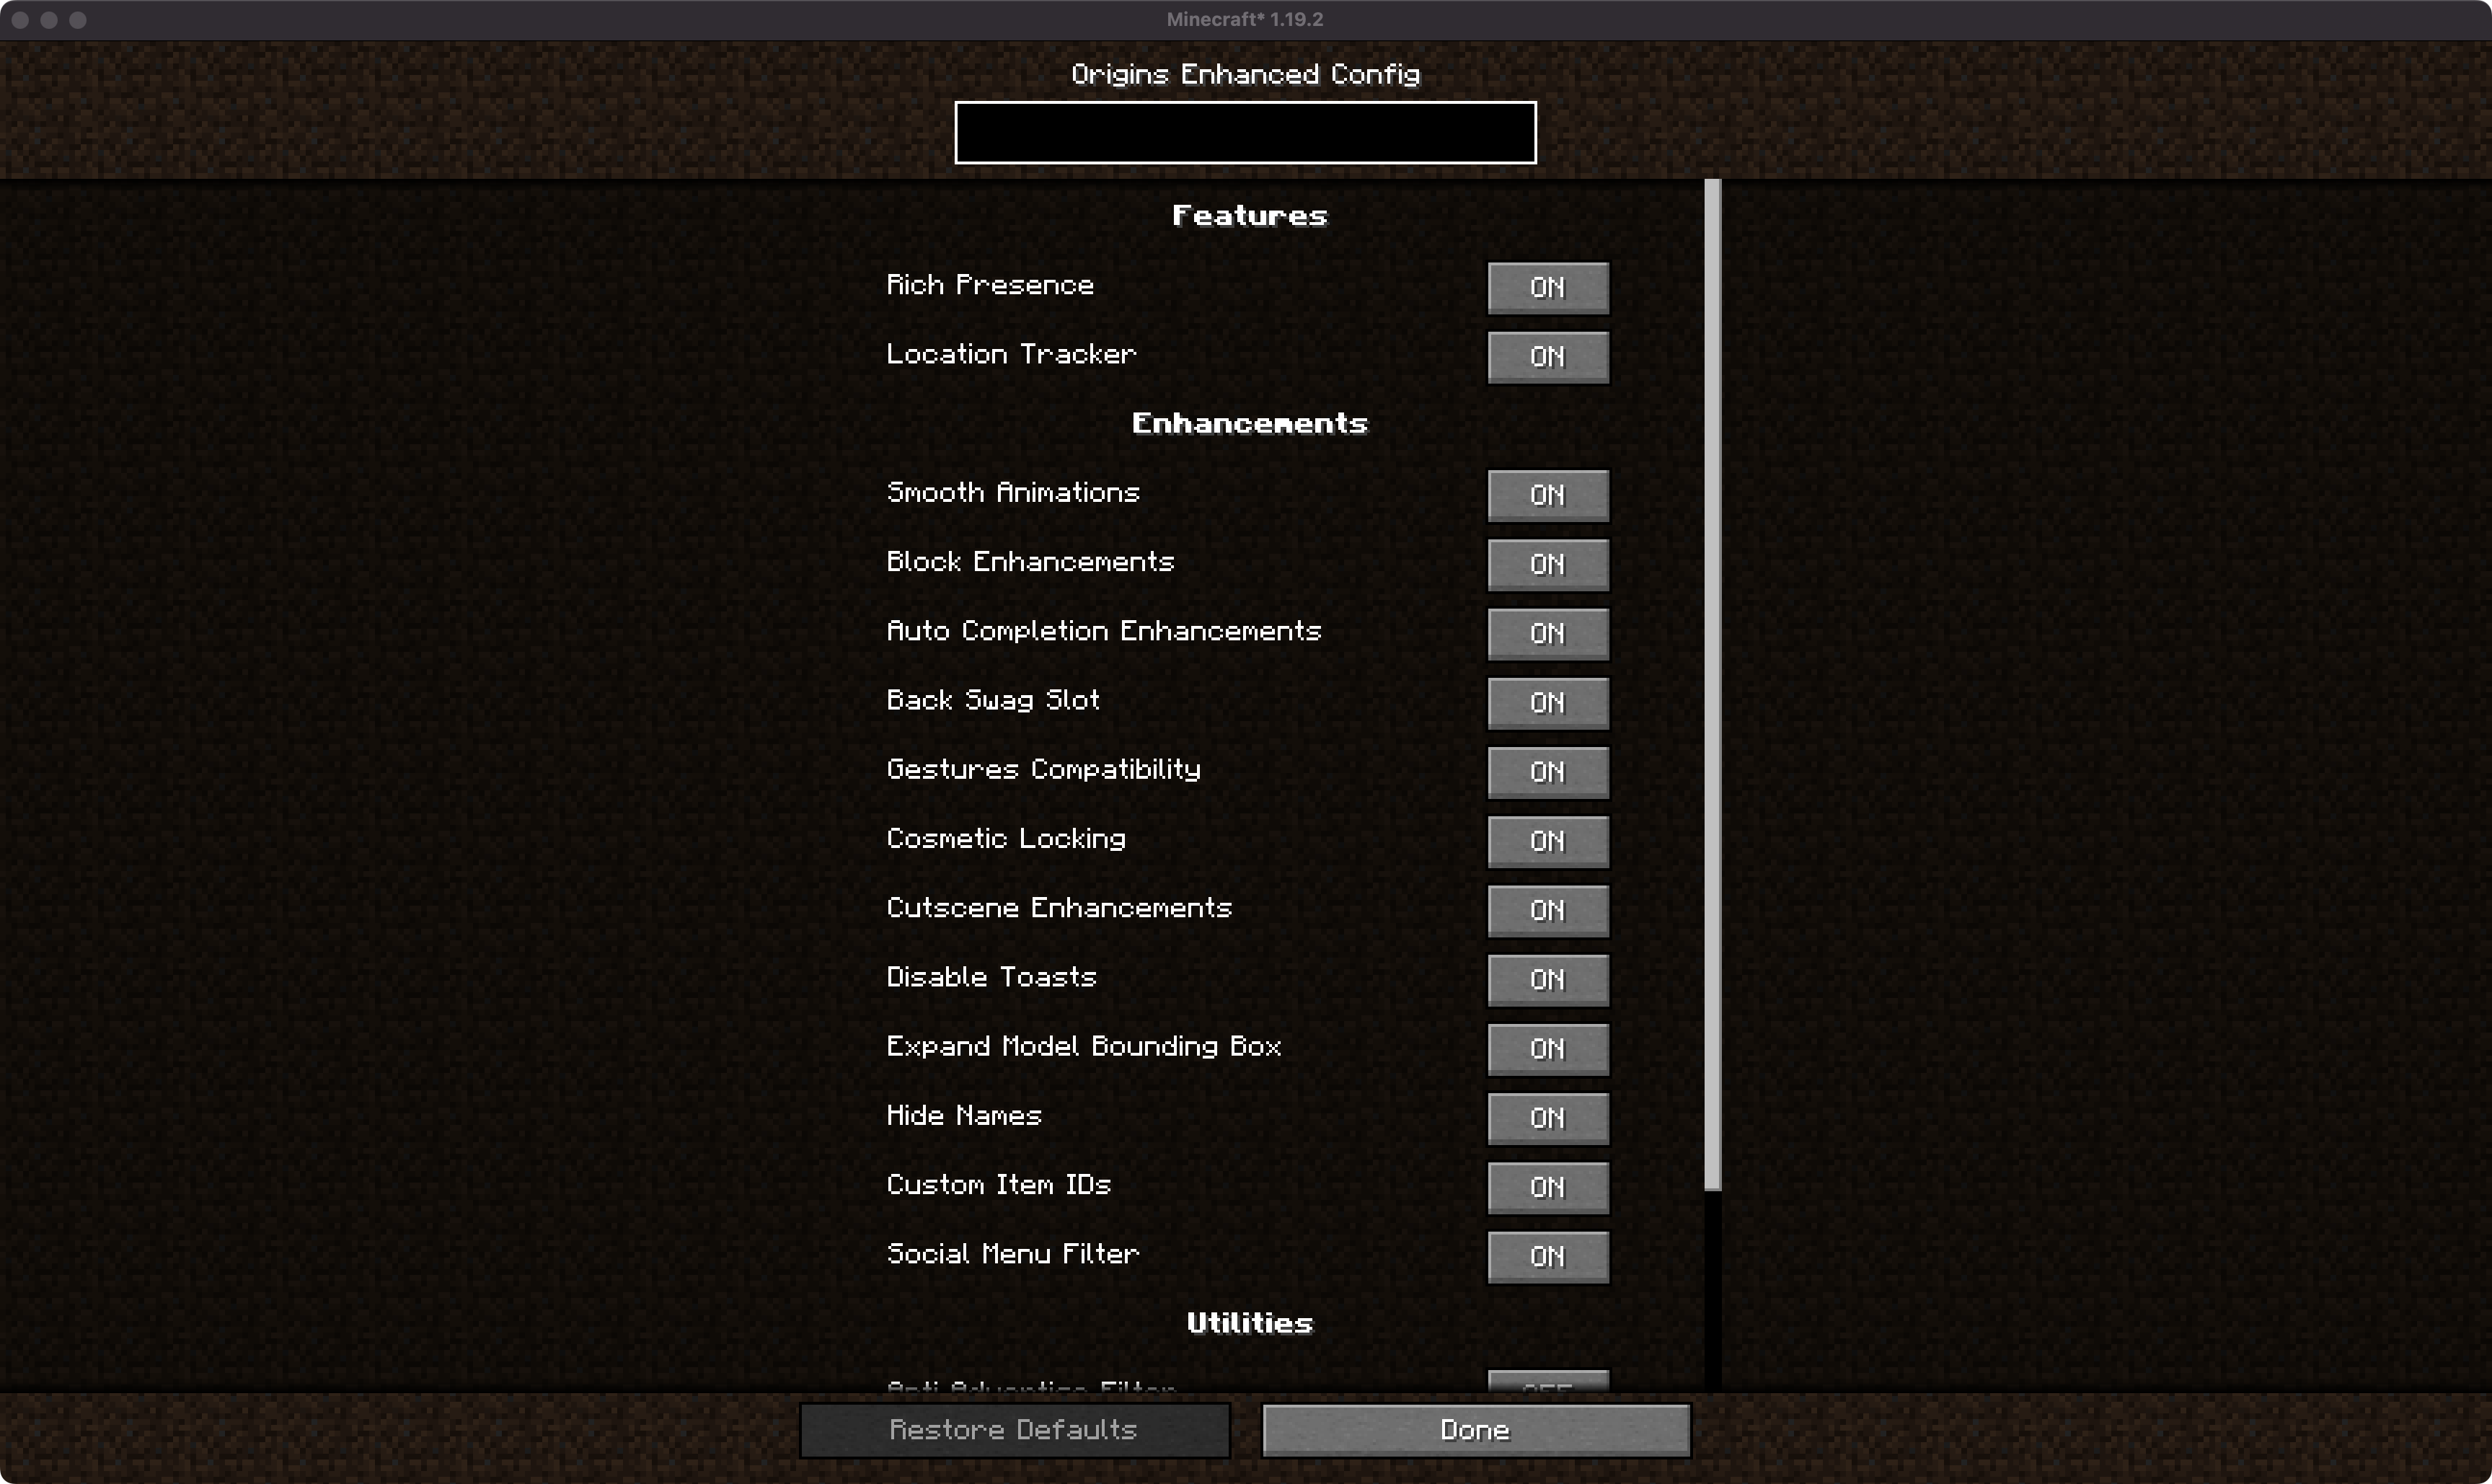 Minecraft* 1.19.2
Origins Enhanced Config
Features
Rich Presence ON
Location Tracker ON
Enhancements
Smooth Animations ON
Block Enhancements ON
Auto Completion Enhancements ON
Back Swag Slot ON
Gestures Compatibility ON
Cosmetic Locking ON
Cutscene Enhancements ON
Disable Toasts ON
Expand Model Bounding Box ON
Hide Names ON
Custom Item IDs ON
Social Menu Filter ON
Utilities
Filter OFF
Restore Defaults Done